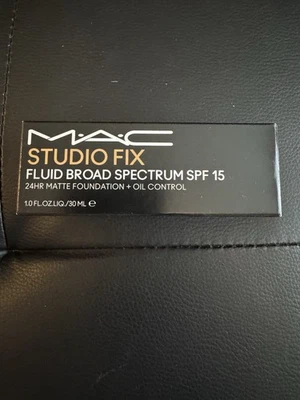 M·A·C
STUDIO FIX
FLUID BROAD SPECTRUM SPF 15
24HR MATTE FOUNDATION + OIL CONTROL
1.0 FL.OZ.LIQ./30 ML ℮